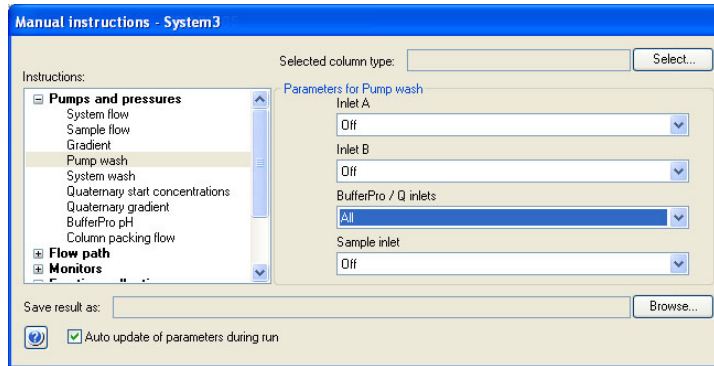 Manual instructions - System3
Selected column type:
Select...
Instructions:
Pumps and pressures
System flow
Sample flow
Gradient
Pump wash
System wash
Quaternary start concentrations
Quaternary gradient
BufferPro pH
Column packing flow
Flow path
Monitors
Parameters for Pump wash
Inlet A
Off
Inlet B
Off
BufferPro / Q inlets
All
Sample inlet
Off
Save result as:
Browse...
Auto update of parameters during run